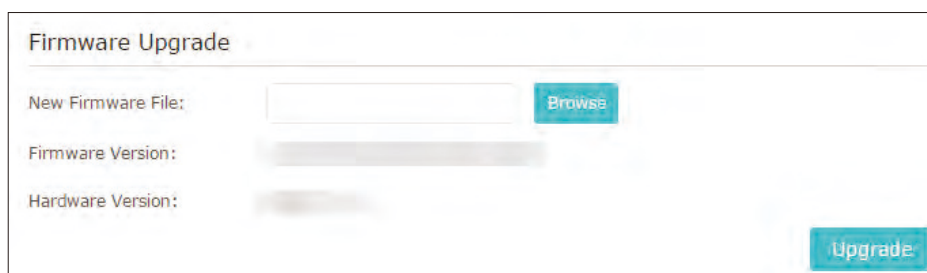 Firmware Upgrade
New Firmware File: Browse
Firmware Version:
Hardware Version:
Upgrade